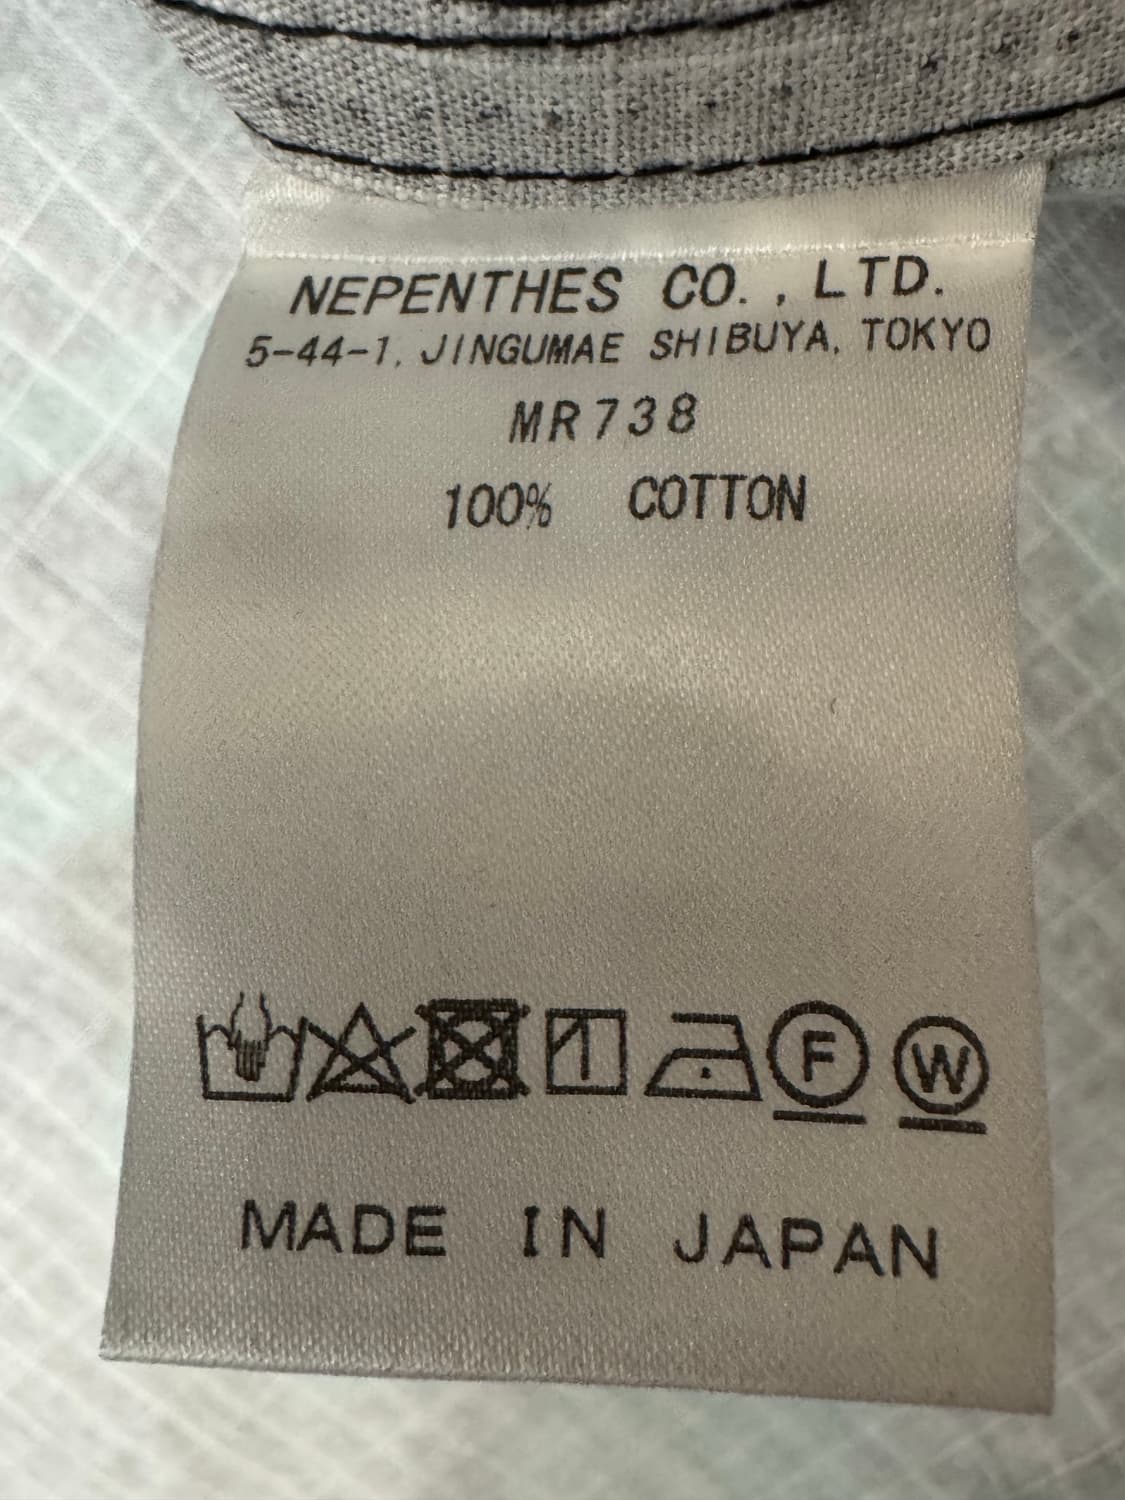 NEPENTHES CO., LTD.
5-44-1, JINGUMAE SHIBUYA, TOKYO
MR738
100% COTTON
F W
MADE IN JAPAN